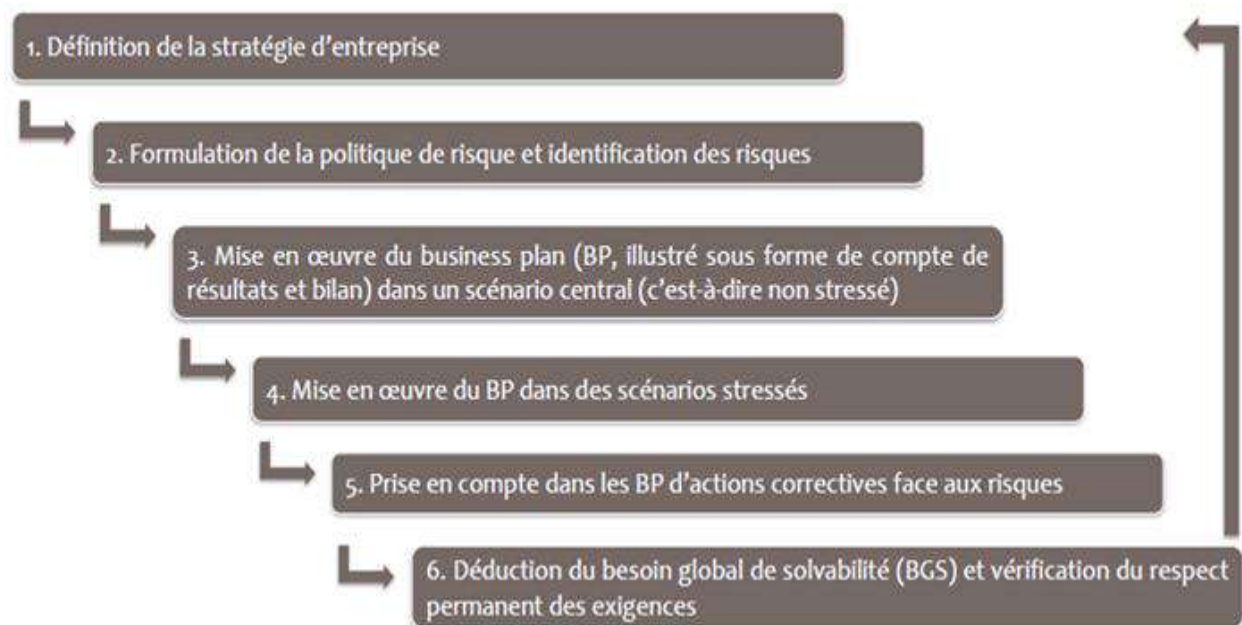 1. Définition de la stratégie d'entreprise
2. Formulation de la politique de risque et identification des risques
3. Mise en œuvre du business plan (BP, illustré sous forme de compte de
résultats et bilan) dans un scénario central (c'est-à-dire non stressé)
4. Mise en œuvre du BP dans des scénarios stressés
5. Prise en compte dans les BP d'actions correctives face aux risques
6. Déduction du besoin global de solvabilité (BGS) et vérification du respect
permanent des exigences